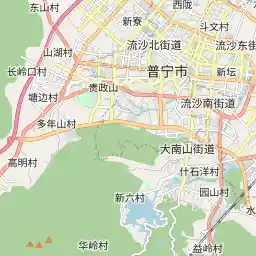 东山村
新寮
西陇
斗文村
山湖村
流沙北街道
流沙东街
长岭口村
普宁市
新坛
贵政山
塘边村
流沙南街道
多年山村
大南山街道
高明村
什石洋村
新六村
园山村
水
华岭村
益岭村